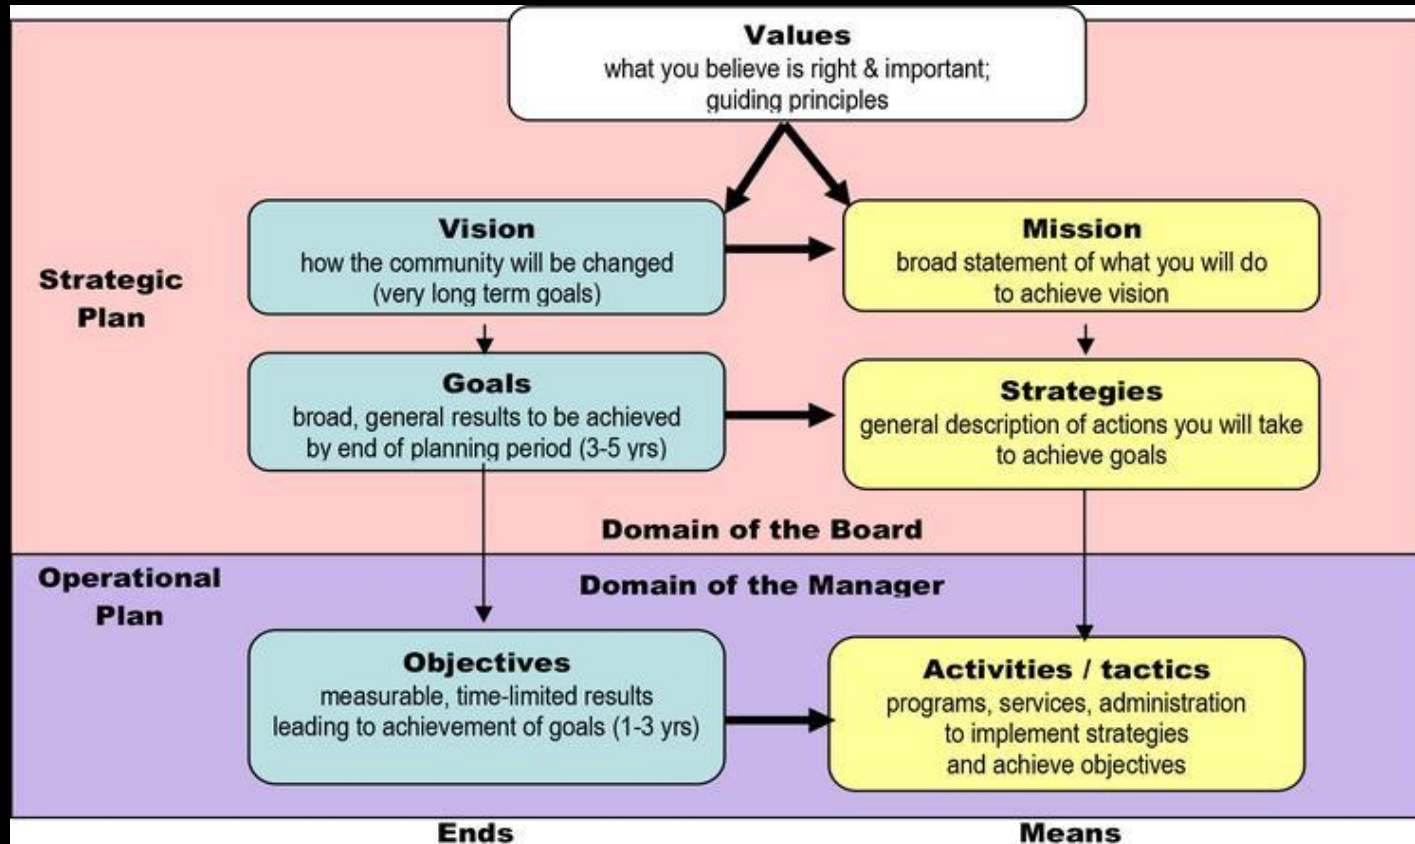 Values
what you believe is right & important;
guiding principles
Vision
how the community will be changed
(very long term goals)
Mission
broad statement of what you will do
to achieve vision
Strategic
Plan
Goals
broad, general results to be achieved
by end of planning period (3-5 yrs)
Strategies
general description of actions you will take
to achieve goals
Domain of the Board
Operational
Plan
Domain of the Manager
Objectives
measurable, time-limited results
leading to achievement of goals (1-3 yrs)
Activities / tactics
programs, services, administration
to implement strategies
and achieve objectives
Ends
Means